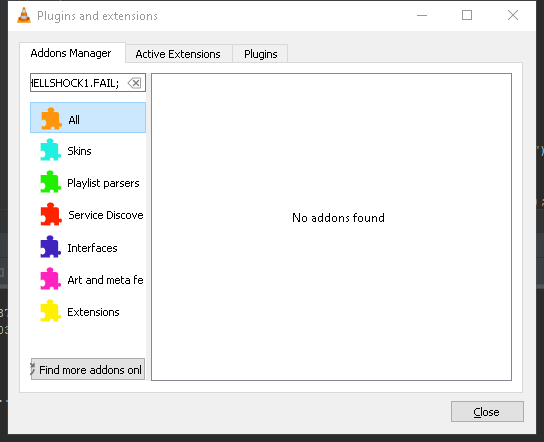 Plugins and extensions
Addons Manager
Active Extensions
Plugins
HELLSHOCK1.FAIL;
All
Skins
Playlist parsers
Service Discove
Interfaces
Art and meta fe
Extensions
No addons found
Find more addons onl
Close